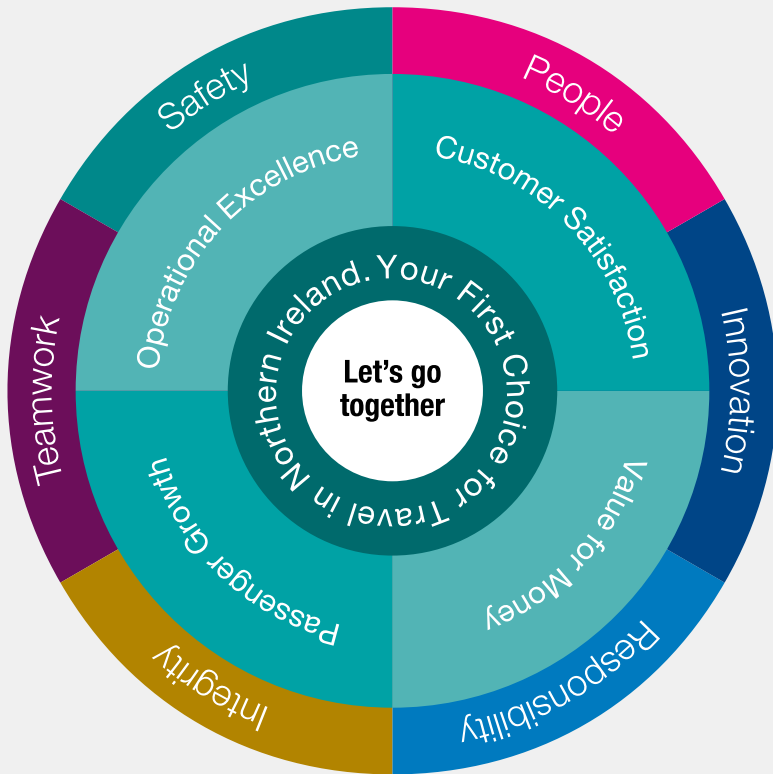 Let's go
together
Your First Choice for Travel in Northern Ireland.
Customer Satisfaction
Value for Money
Passenger Growth
Operational Excellence
People
Innovation
Responsibility
Integrity
Teamwork
Safety